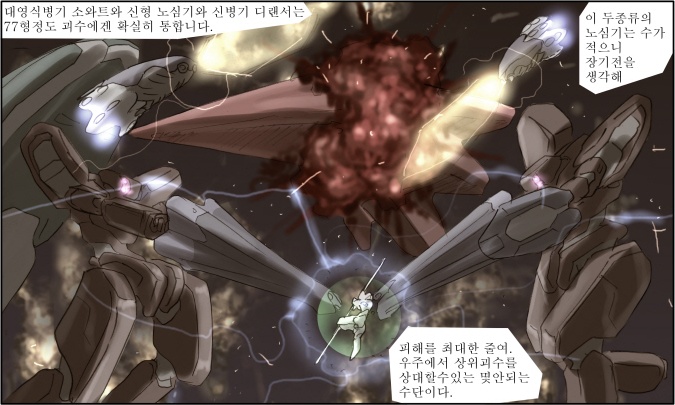 대영식병기 소와트와 신형 노심기와 신병기 디랜서는
77형정도 괴수에겐 확실히 통합니다.
이 두종류의
노심기는 수가
적으니
장기전을
생각해
피해를 최대한 줄여.
우주에서 상위괴수를
상대할수있는 몇안되는
수단이다.